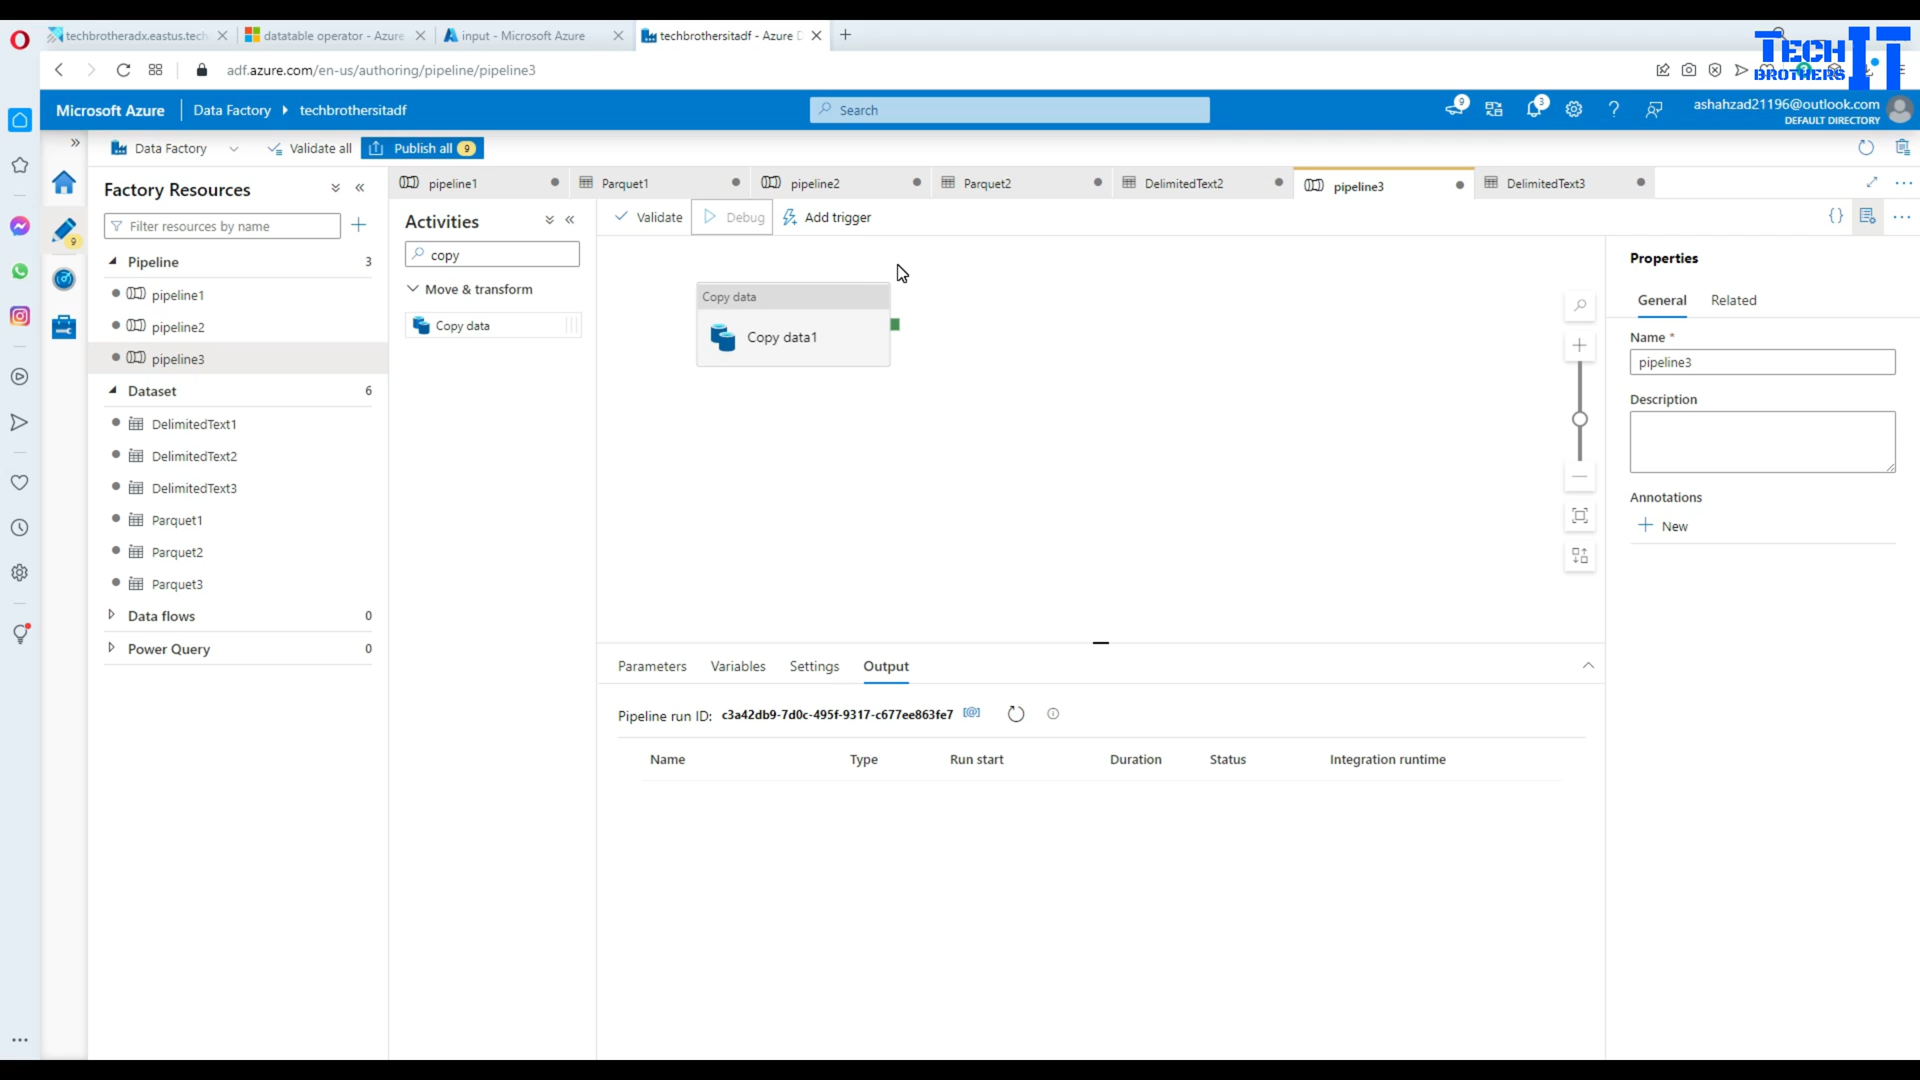 techbrotheradx.eastus.tech
datatable operator - Azure
input - Microsoft Azure
techbrothersitadf - Azure D
TECH IT
BROTHERS
adf.azure.com/en-us/authoring/pipeline/pipeline3
Microsoft Azure
Data Factory
techbrothersitadf
Search
9
3
ashahzad21196@outlook.com
DEFAULT DIRECTORY
Data Factory
Validate all
Publish all
9
9
Factory Resources
Filter resources by name
Pipeline
3
pipeline1
pipeline2
pipeline3
Dataset
6
DelimitedText1
DelimitedText2
DelimitedText3
Parquet1
Parquet2
Parquet3
Data flows
0
Power Query
0
pipeline1
Parquet1
pipeline2
Parquet2
DelimitedText2
pipeline3
DelimitedText3
Activities
copy
Move & transform
Copy data
Validate
Debug
Add trigger
Copy data
Copy data1
Parameters
Variables
Settings
Output
Pipeline run ID: c3a42db9-7d0c-495f-9317-c677ee863fe7
Name
Type
Run start
Duration
Status
Integration runtime
Properties
General
Related
Name *
pipeline3
Description
Annotations
New